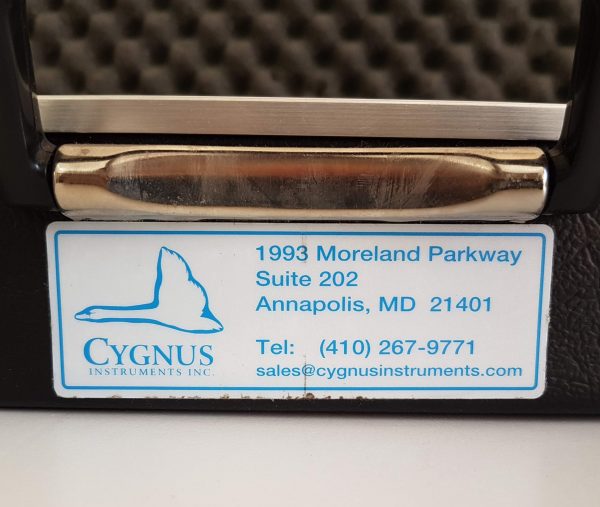 1993 Moreland Parkway
Suite 202
Annapolis, MD 21401
Tel: (410) 267-9771
sales@cygnusinstruments.com
CYGNUS
INSTRUMENTS INC.